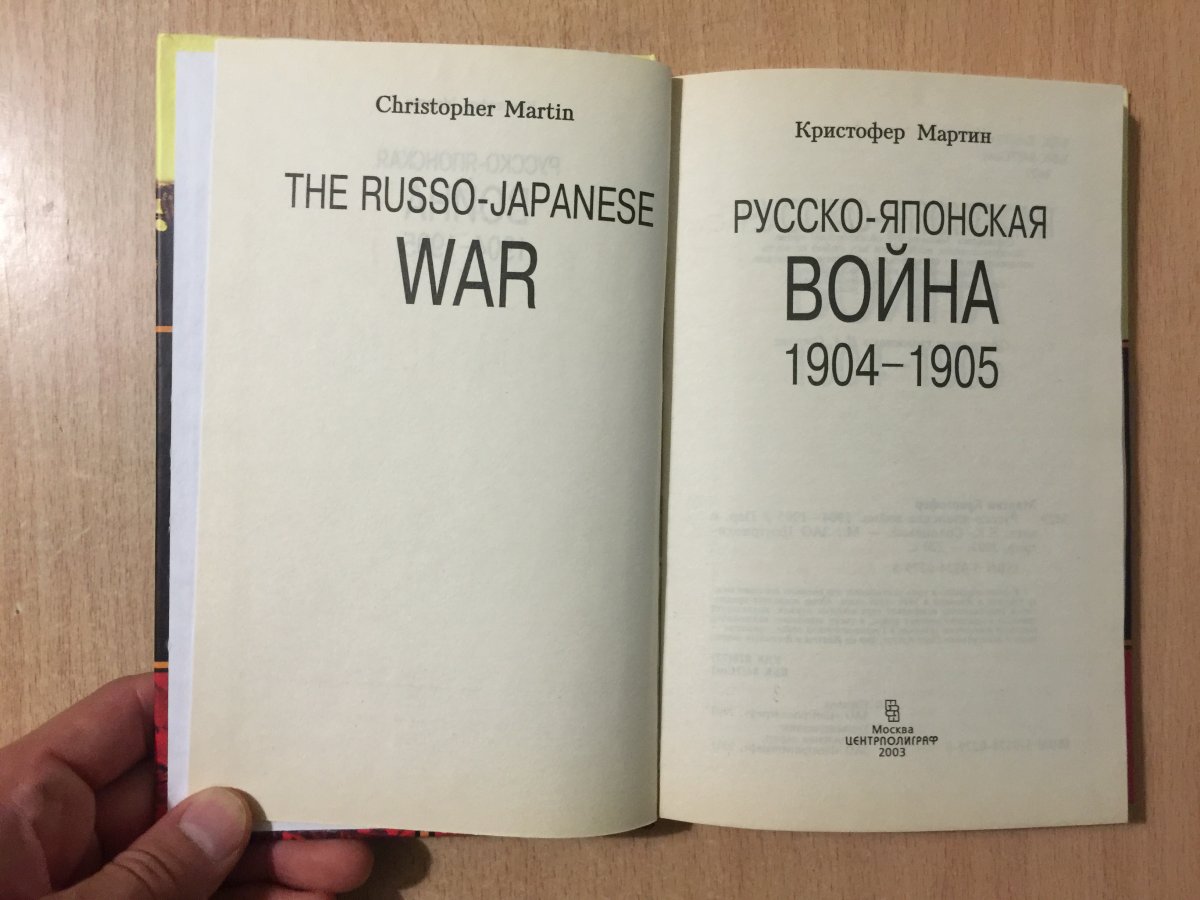 Christopher Martin
THE RUSSO-JAPANESE
WAR
Кристофер Мартин
РУССКО-ЯПОНСКАЯ
ВОЙНА
1904–1905
Москва
ЦЕНТРПОЛИГРАФ
2003